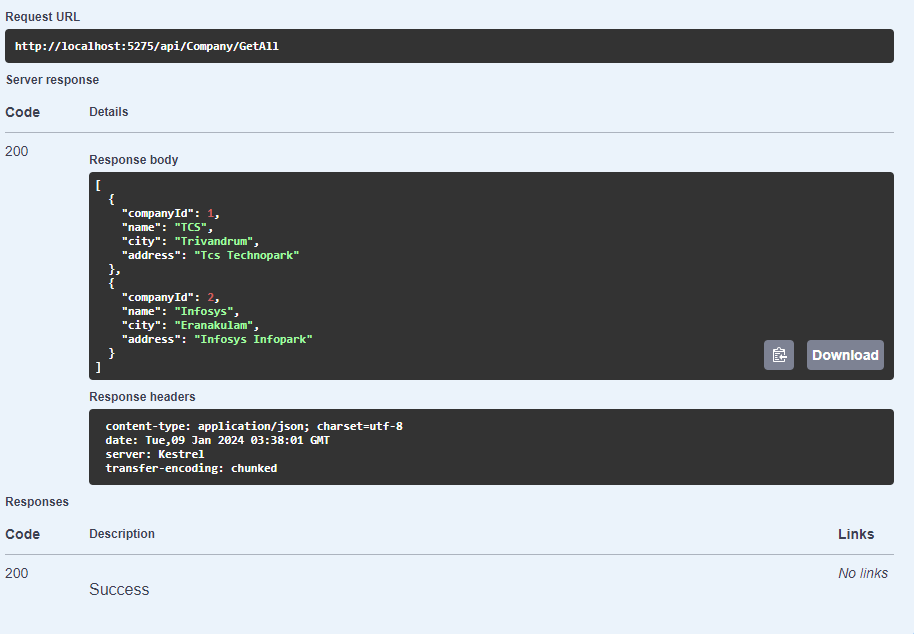 Request URL
http://localhost:5275/api/Company/GetAll
Server response
Code Details
200
Response body
[
  {
    "companyId": 1,
    "name": "TCS",
    "city": "Trivandrum",
    "address": "Tcs Technopark"
  },
  {
    "companyId": 2,
    "name": "Infosys",
    "city": "Eranakulam",
    "address": "Infosys Infopark"
  }
]
Download
Response headers
content-type: application/json; charset=utf-8
date: Tue,09 Jan 2024 03:38:01 GMT
server: Kestrel
transfer-encoding: chunked
Responses
Code Description Links
200 No links
Success